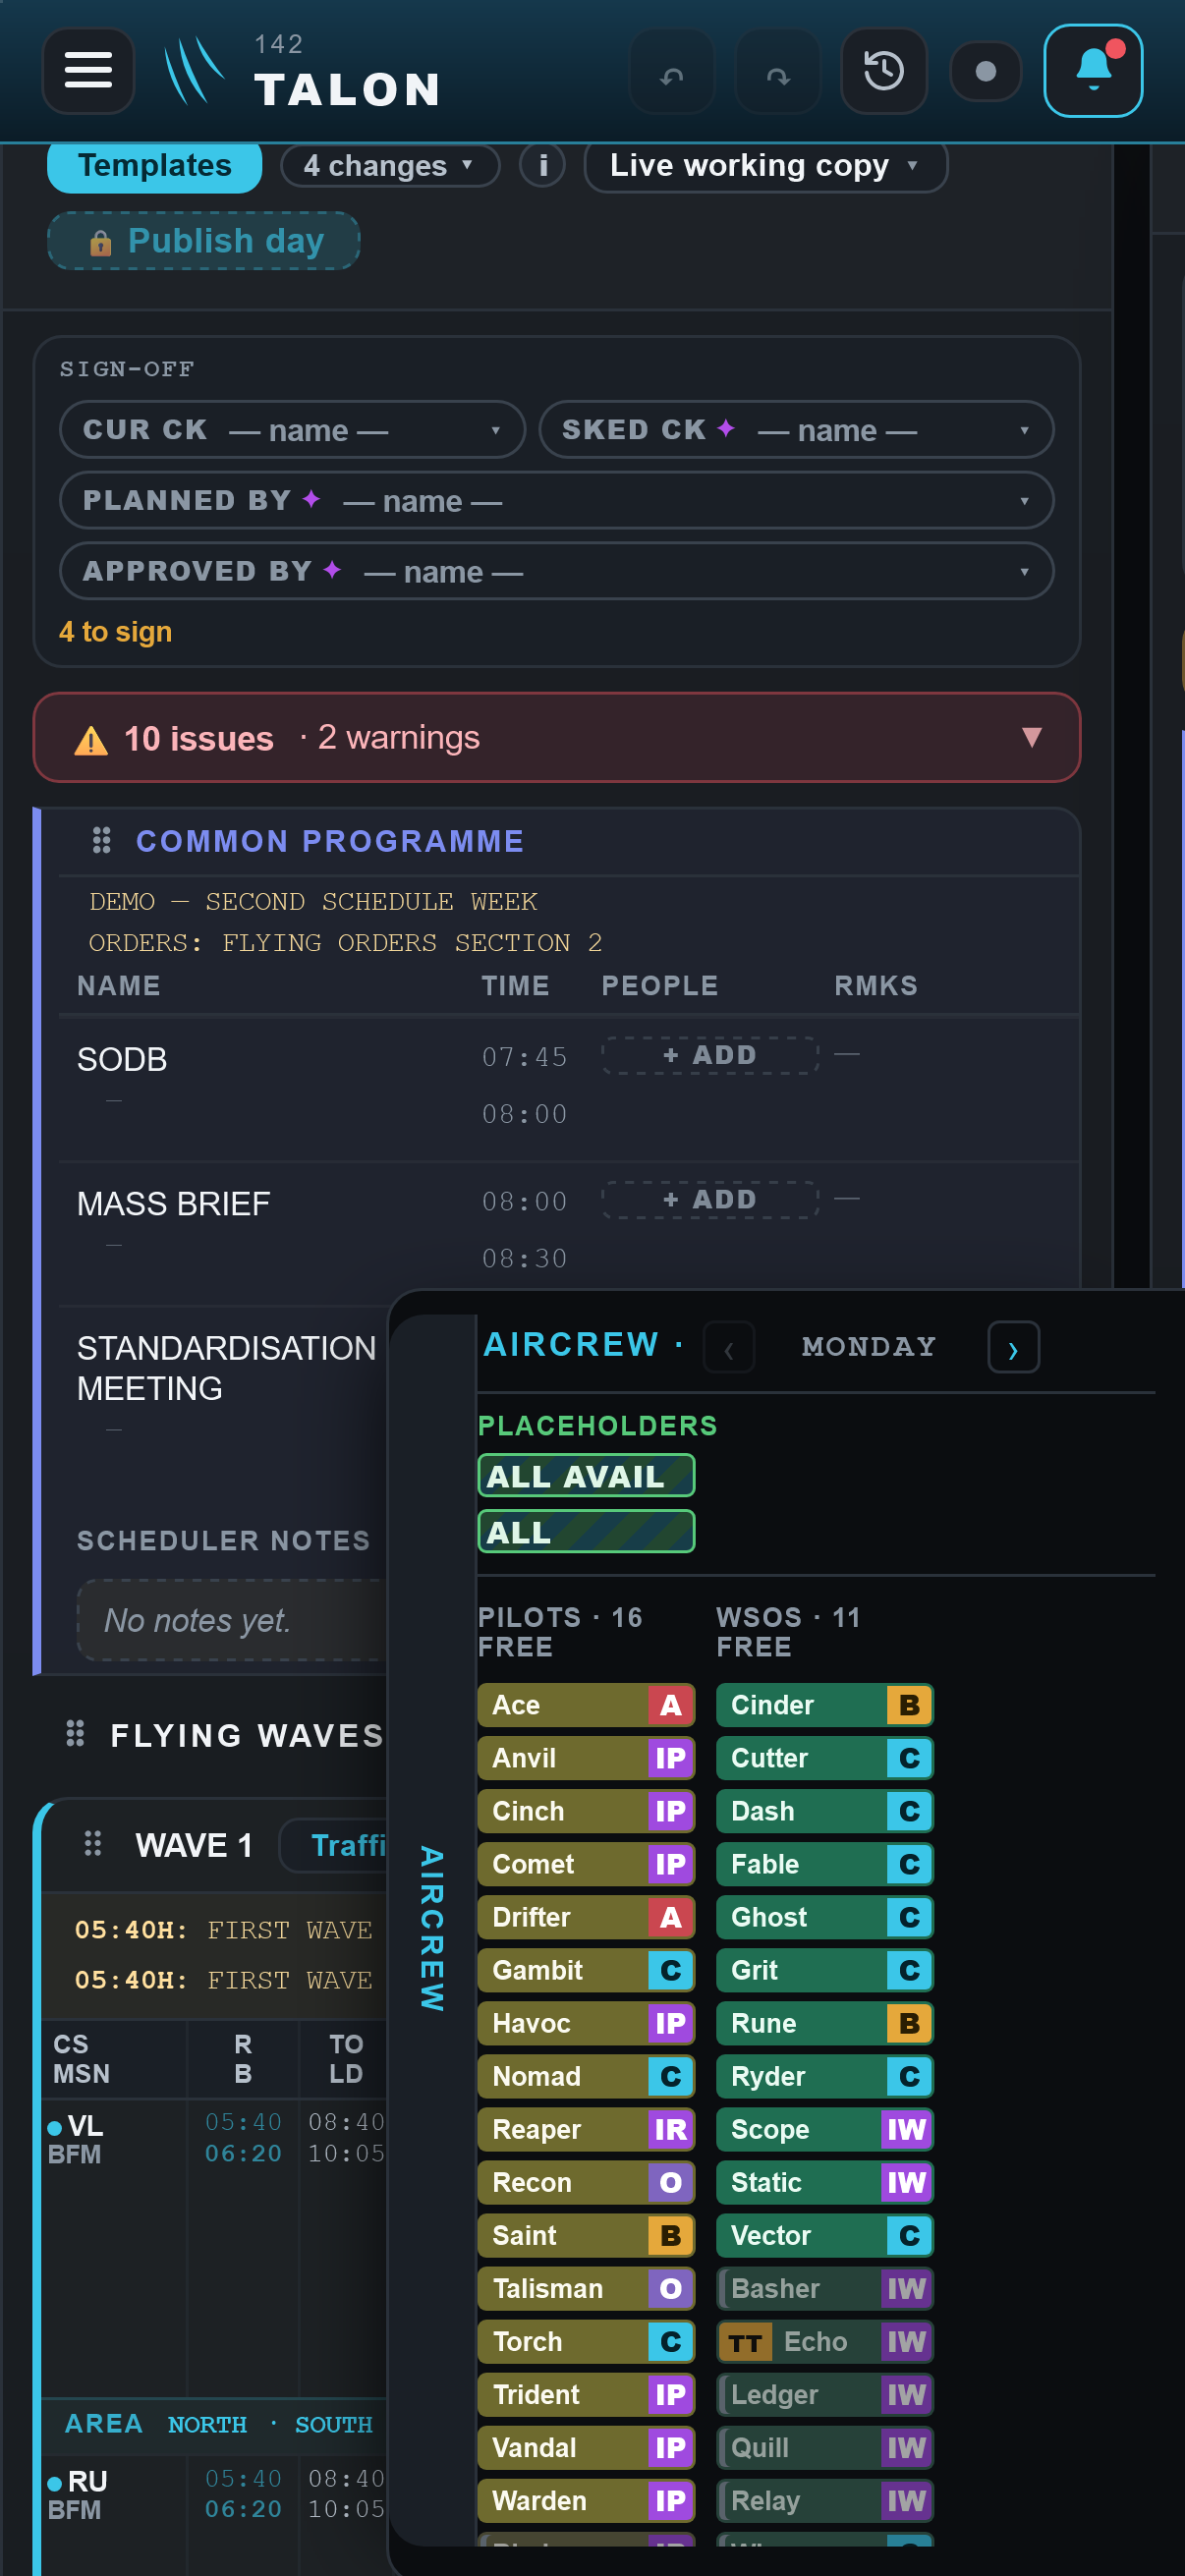 142
TALON
Templates
4 changes
i
Live working copy
Publish day
SIGN-OFF
CUR CK — name —
SKED CK — name —
PLANNED BY — name —
APPROVED BY — name —
4 to sign
10 issues · 2 warnings
COMMON PROGRAMME
DEMO — SECOND SCHEDULE WEEK
ORDERS: FLYING ORDERS SECTION 2
NAME TIME PEOPLE RMKS
SODB 07:45 + ADD —
— 08:00
MASS BRIEF 08:00 + ADD —
— 08:30
STANDARDISATION
MEETING
—
SCHEDULER NOTES
No notes yet.
FLYING WAVES
WAVE 1 Traffi
05:40H: FIRST WAVE
05:40H: FIRST WAVE
CS R TO
MSN B LD
VL 05:40 08:40
BFM 06:20 10:05
AREA NORTH · SOUTH
RU 05:40 08:40
BFM 06:20 10:05
AIRCREW
AIRCREW · ‹ MONDAY ›
PLACEHOLDERS
ALL AVAIL
ALL
PILOTS · 16
FREE
WSOS · 11
FREE
Ace A
Anvil IP
Cinch IP
Comet IP
Drifter A
Gambit C
Havoc IP
Nomad C
Reaper IR
Recon O
Saint B
Talisman O
Torch C
Trident IP
Vandal IP
Warden IP
Cinder B
Cutter C
Dash C
Fable C
Ghost C
Grit C
Rune B
Ryder C
Scope IW
Static IW
Vector C
Basher IW
TT Echo IW
Ledger IW
Quill IW
Relay IW